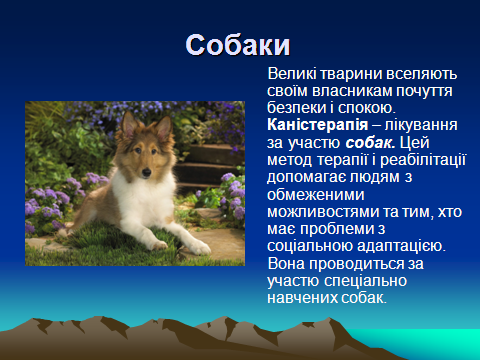 Собаки
Великі тварини вселяють
своїм власникам почуття
безпеки і спокою.
Каністерапія – лікування
за участю собак. Цей
метод терапії і реабілітації
допомагає людям з
обмеженими
можливостями та тим, хто
має проблеми з
соціальною адаптацією.
Вона проводиться за
участю спеціально
навчених собак.